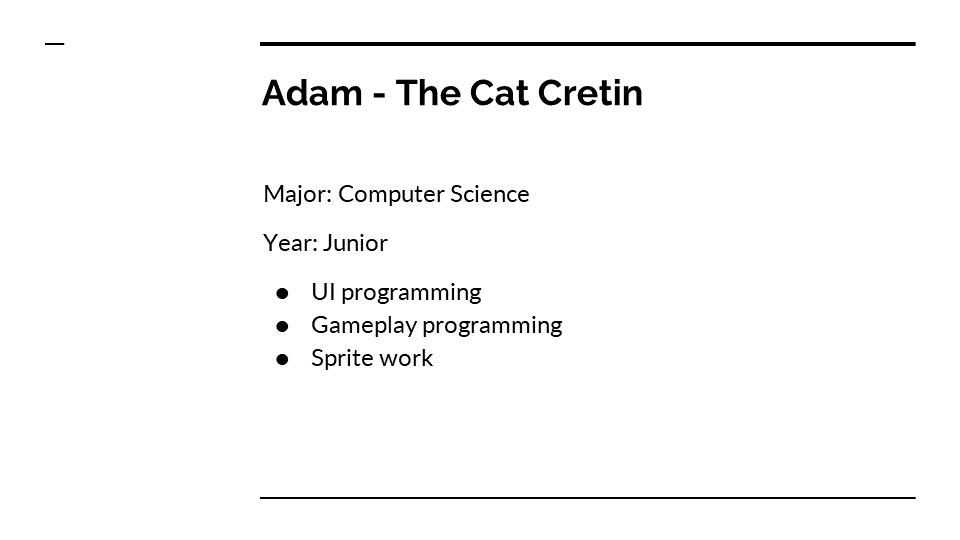 Adam - The Cat Cretin
Major: Computer Science
Year: Junior
● UI programming
● Gameplay programming
● Sprite work